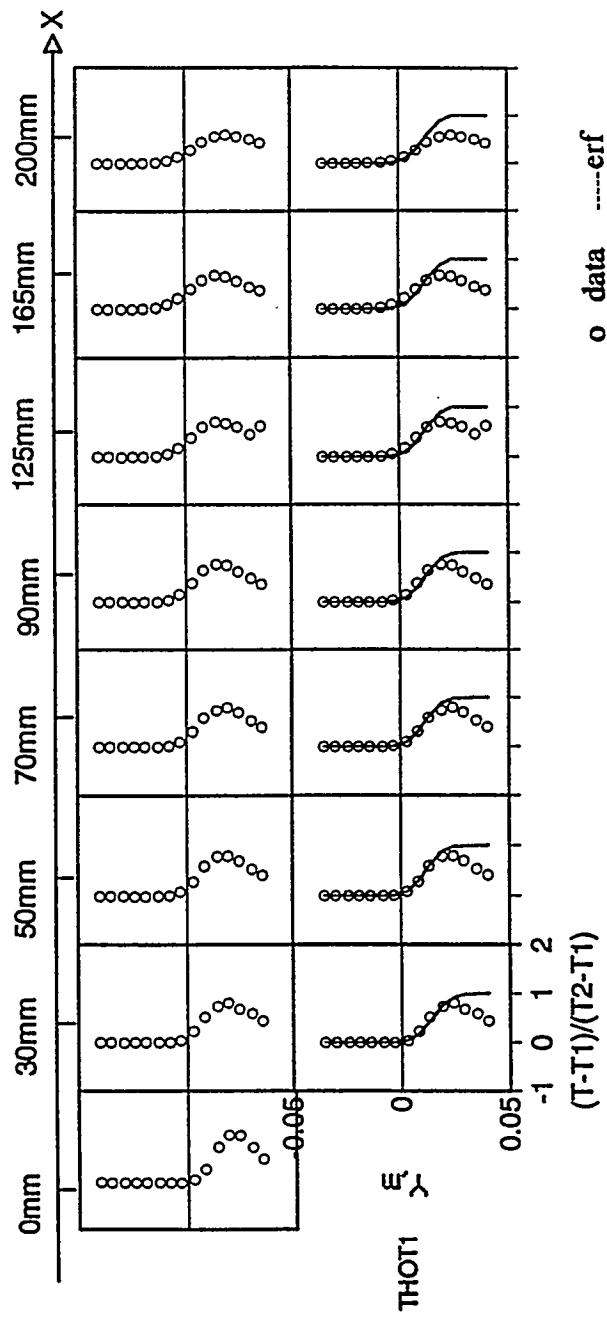 X
0mm 30mm 50mm 70mm 90mm 125mm 165mm 200mm
0.05
Y,m
0
0.05
-1 0 1 2
(T-T1)/(T2-T1)
THOT1
o data -----erf